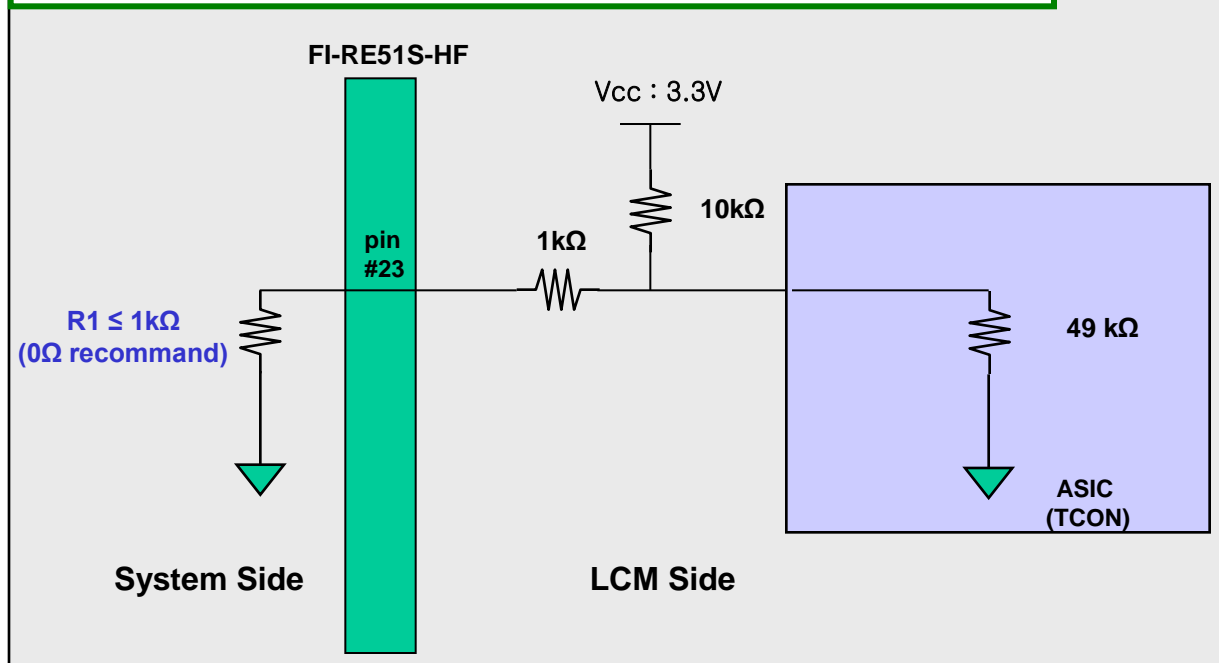 FI-RE51S-HF
Vcc : 3.3V
10kΩ
1kΩ
pin
#23
R1 ≤ 1kΩ
(0Ω recommand)
49 kΩ
ASIC
(TCON)
System Side
LCM Side